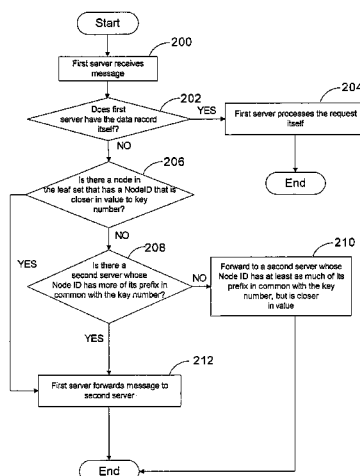 Start
200
First server receives
message
202
Does first
server have the data record
itself?
YES
204
First server processes the request
itself
End
NO
206
Is there a node in
the leaf set that has a NodeID that is
closer in value to key
number?
NO
YES
208
Is there a
second server whose
Node ID has more of its prefix in
common with the key number?
NO
210
Forward to a second server whose
Node ID has at least as much of its
prefix in common with the key
number, but is closer
in value
YES
212
First server forwards message to
second server
End